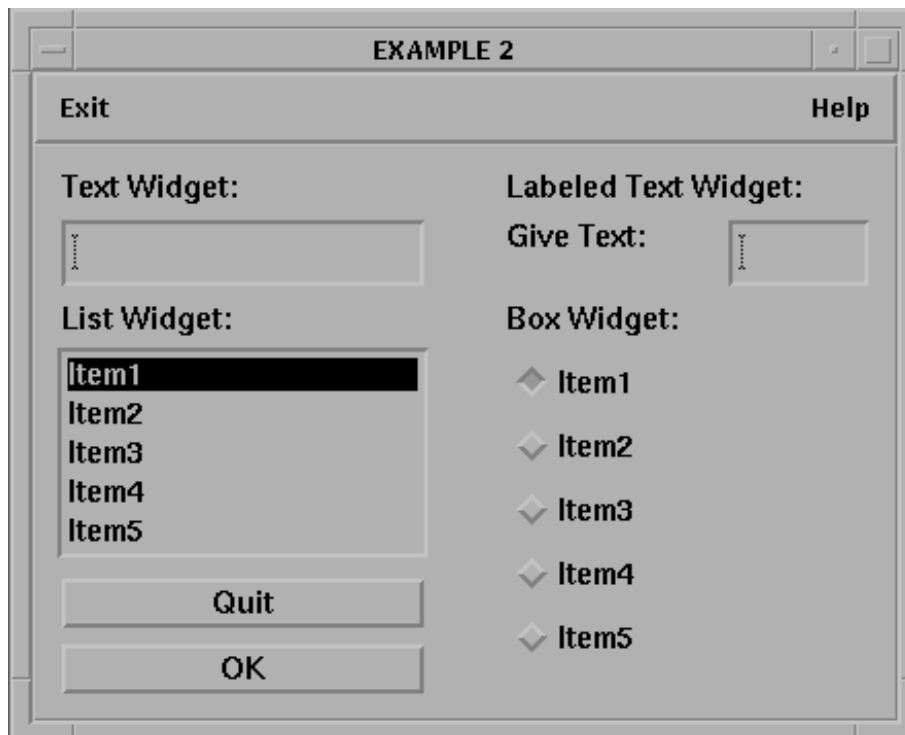 EXAMPLE 2
Exit Help
Text Widget:
List Widget:
Item1
Item2
Item3
Item4
Item5
Quit
OK
Labeled Text Widget:
Give Text:
Box Widget:
Item1
Item2
Item3
Item4
Item5